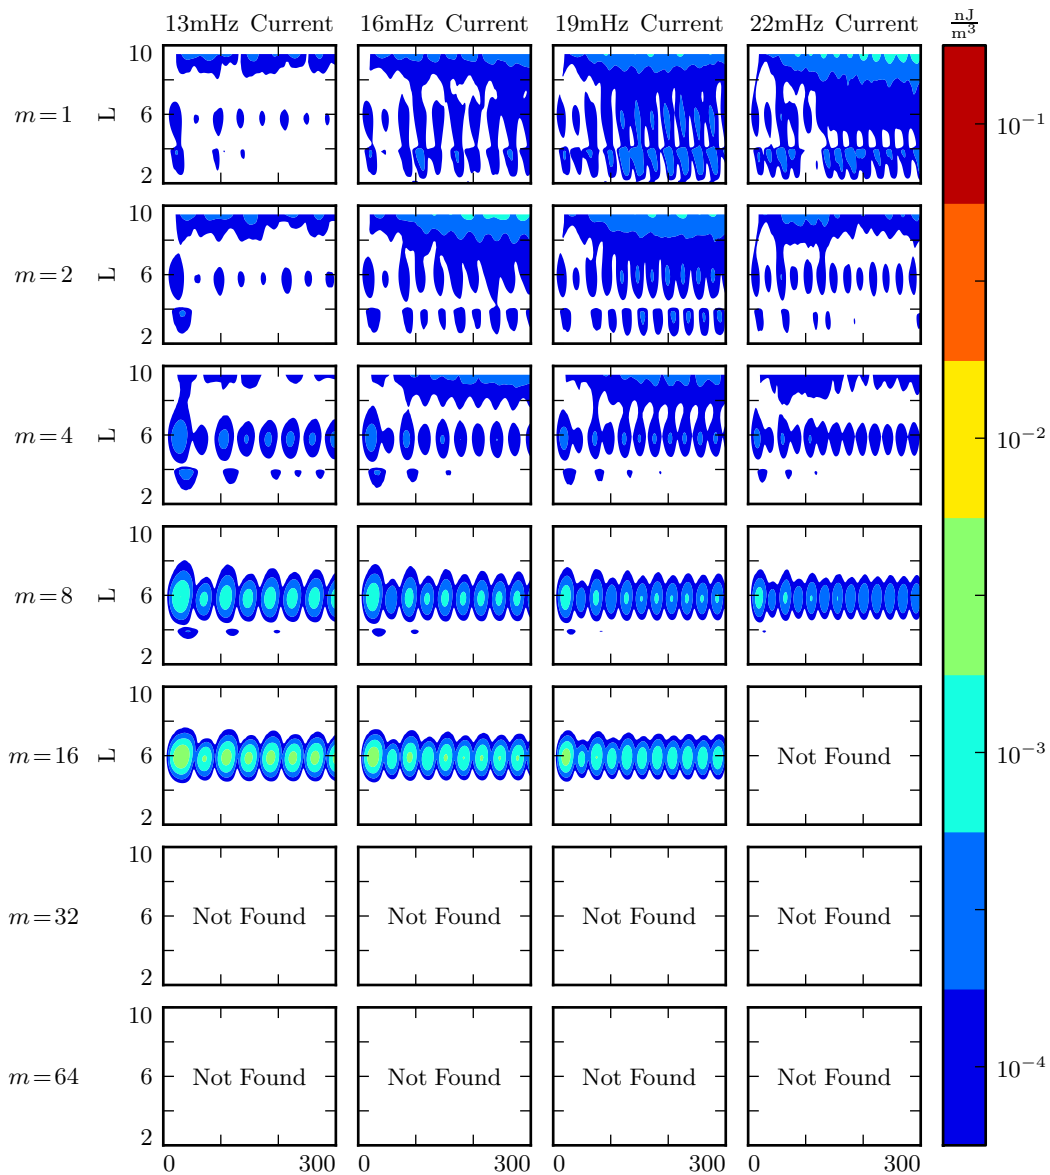 13mHz Current 16mHz Current 19mHz Current 22mHz Current nJ/m³
m=1 L 10 6 2 10⁻¹
m=2 L 10 6 2
m=4 L 10 6 2 10⁻²
m=8 L 10 6 2
m=16 L 10 6 2 Not Found 10⁻³
m=32 10 6 2 Not Found Not Found Not Found Not Found
m=64 10 6 2 Not Found Not Found Not Found Not Found 10⁻⁴
0 300 0 300 0 300 0 300